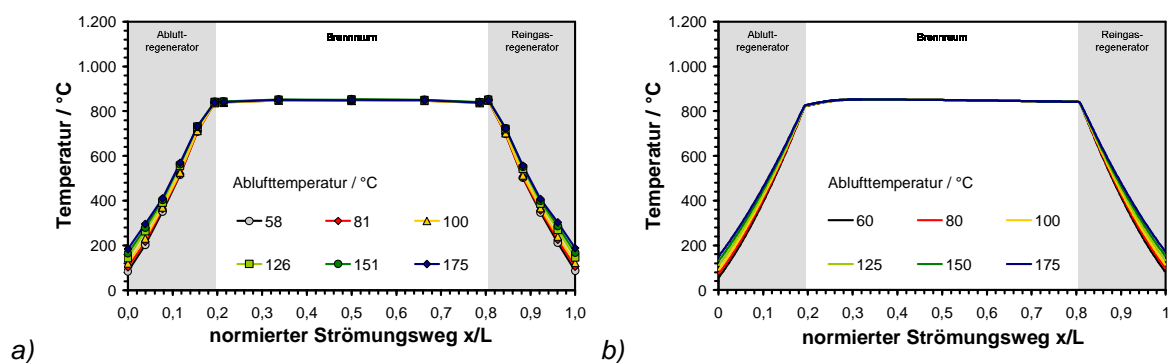 1.200
1.000
800
600
400
200
0
Temperatur / °C
Abluft-
regenerator
Brennraum
Reingas-
regenerator
Ablufttemperatur / °C
58 81 100
126 151 175
0,0 0,1 0,2 0,3 0,4 0,5 0,6 0,7 0,8 0,9 1,0
normierter Strömungsweg x/L
a)
1.200
1.000
800
600
400
200
0
Temperatur / °C
Abluft-
regenerator
Brennraum
Reingas-
regenerator
Ablufttemperatur / °C
60 80 100
125 150 175
0,0 0,1 0,2 0,3 0,4 0,5 0,6 0,7 0,8 0,9 1
normierter Strömungsweg x/L
b)